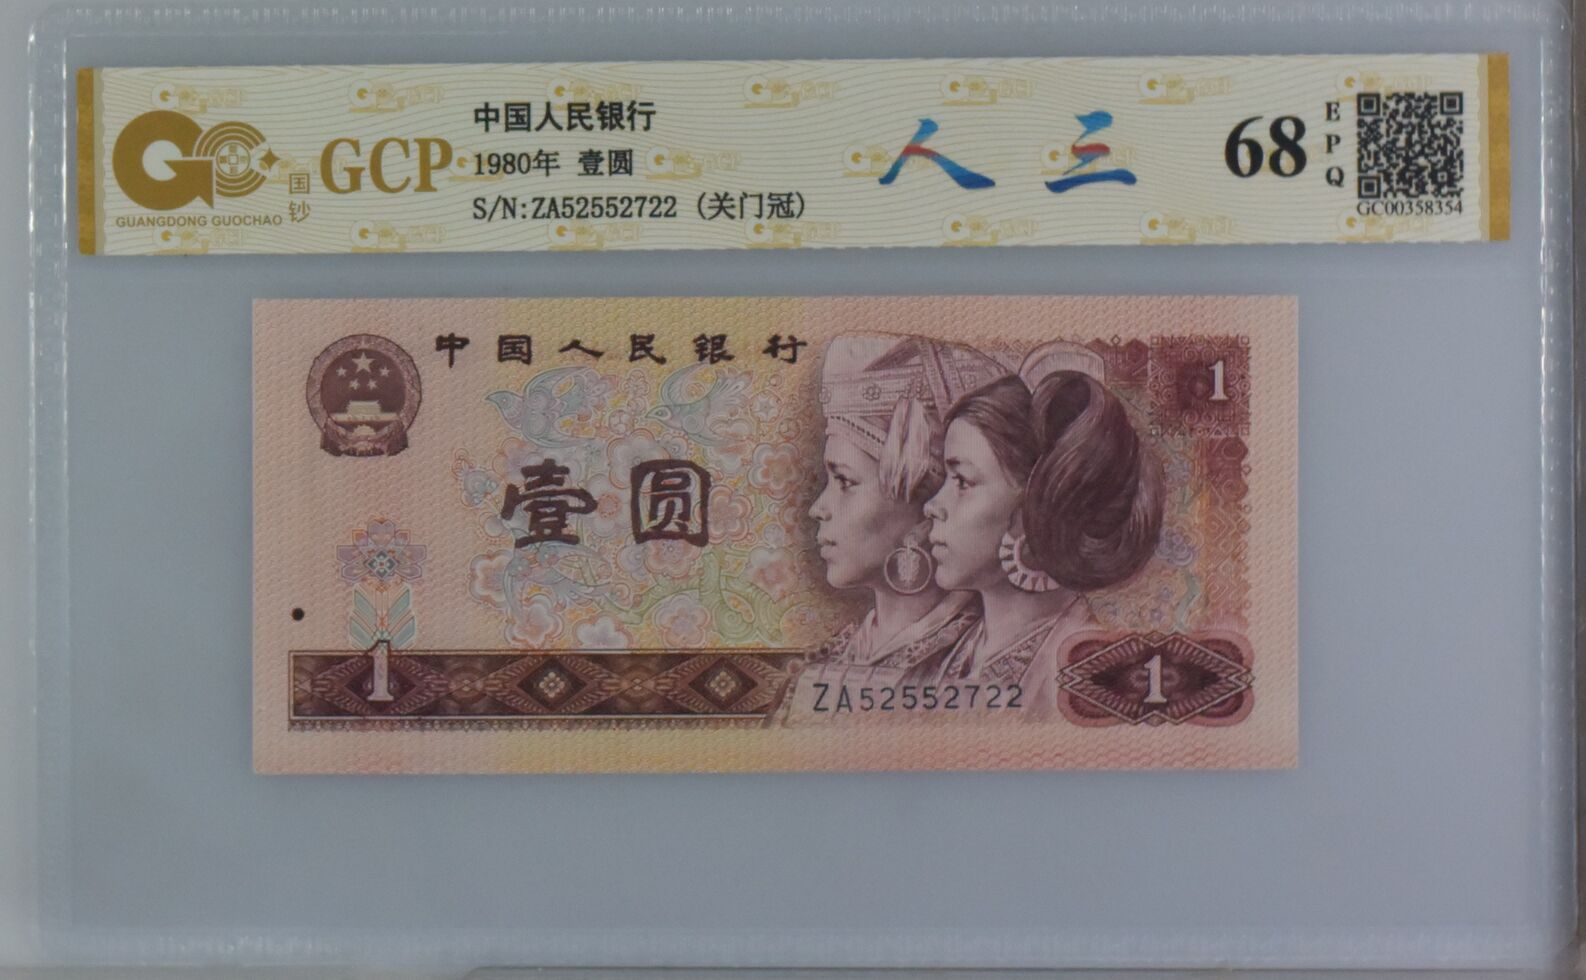 GCP
国钞
GUANGDONG GUOCHAO
中国人民银行
1980年 壹圆
S/N:ZA52552722 (关门冠)
人 三
68
EPQ
GC00358354
中国人民银行
1
壹圆
1
ZA52552722
1